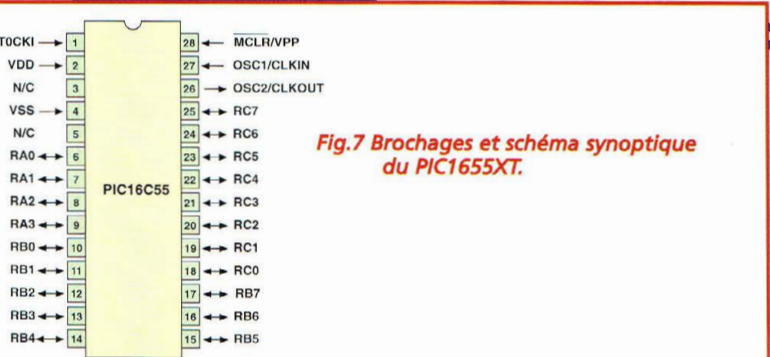 T0CKI 1 28 MCLR/VPP
VDD 2 27 OSC1/CLKIN
N/C 3 26 OSC2/CLKOUT
VSS 4 25 RC7
N/C 5 24 RC6
RA0 6 23 RC5
RA1 7 22 RC4
RA2 8 21 RC3
RA3 9 20 RC2
RB0 10 19 RC1
RB1 11 18 RC0
RB2 12 17 RB7
RB3 13 16 RB6
RB4 14 15 RB5
PIC16C55
Fig.7 Brochages et schéma synoptique
du PIC1655XT.